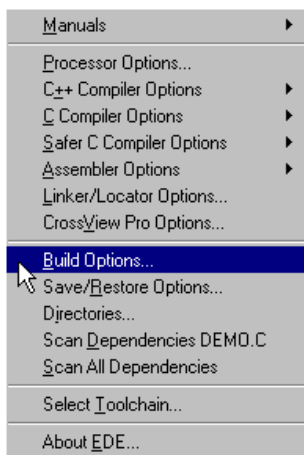 Manuals
Processor Options...
C++ Compiler Options
C Compiler Options
Safer C Compiler Options
Assembler Options
Linker/Locator Options...
CrossView Pro Options...
Build Options...
Save/Restore Options...
Directories...
Scan Dependencies DEMO.C
Scan All Dependencies
Select Toolchain...
About EDE...